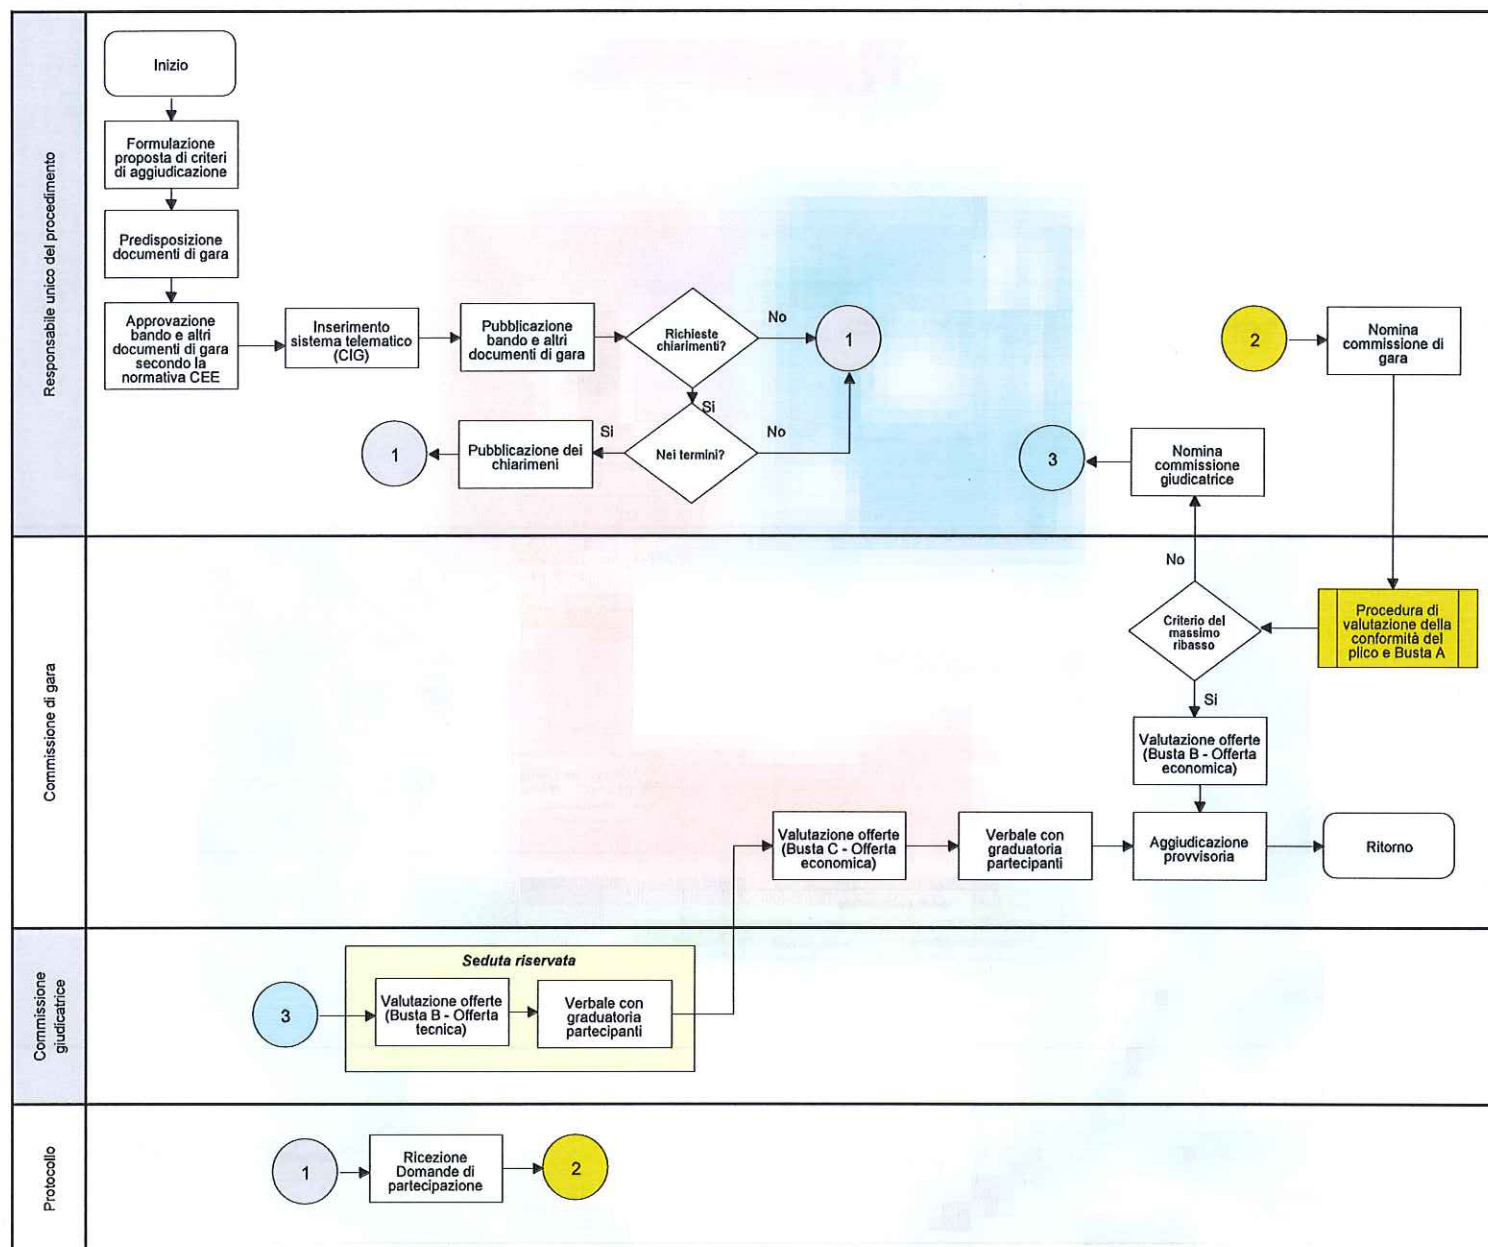 Responsabile unico del procedimento
Inizio
Formulazione
proposta di criteri
di aggiudicazione
Predisposizione
documenti di gara
Approvazione
bando e altri
documenti di gara
secondo la
normativa CEE
Inserimento
sistema telematico
(CIG)
Pubblicazione
bando e altri
documenti di gara
Richieste
chiarimenti?
No
1
Si
Nei termini?
No
Si
Pubblicazione dei
chiarimeni
1
2
Nomina
commissione di
gara
Nomina
commissione
giudicatrice
3
Commissione di gara
No
Criterio del
massimo
ribasso
Procedura di
valutazione della
conformità del
plico e Busta A
Si
Valutazione offerte
(Busta B - Offerta
economica)
Valutazione offerte
(Busta C - Offerta
economica)
Verbale con
graduatoria
partecipanti
Aggiudicazione
provvisoria
Ritorno
Commissione
giudicatrice
Seduta riservata
3
Valutazione offerte
(Busta B - Offerta
tecnica)
Verbale con
graduatoria
partecipanti
Protocollo
1
Ricezione
Domande di
partecipazione
2